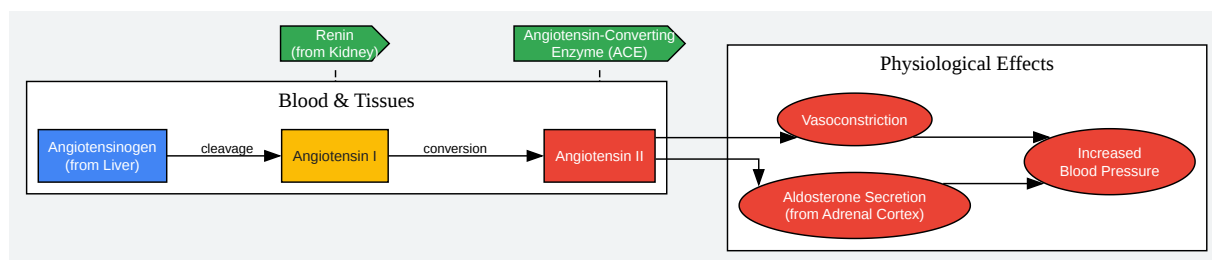 Renin
(from Kidney)
Angiotensin-Converting
Enzyme (ACE)
Blood & Tissues
Angiotensinogen
(from Liver)
cleavage
Angiotensin I
conversion
Angiotensin II
Physiological Effects
Vasoconstriction
Aldosterone Secretion
(from Adrenal Cortex)
Increased
Blood Pressure